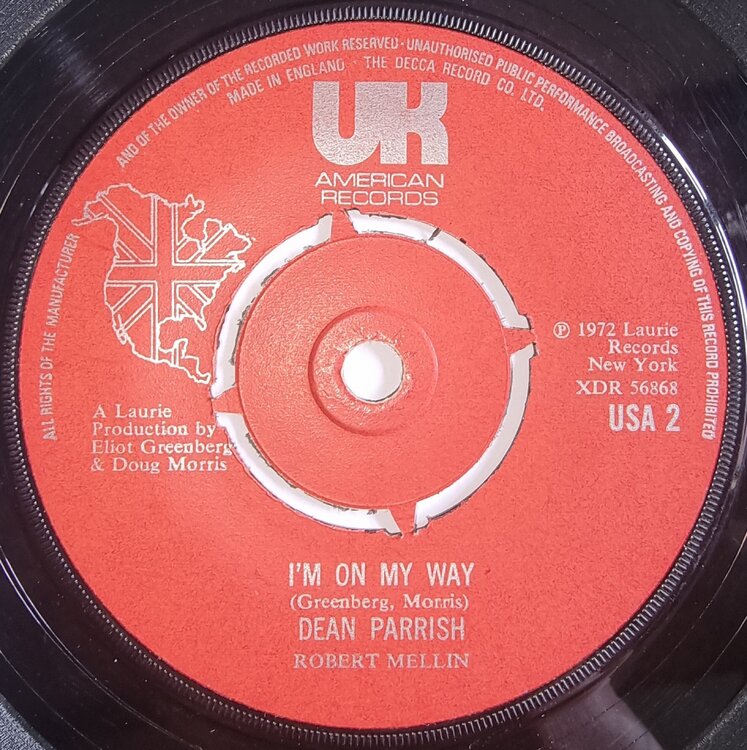 ALL RIGHTS OF THE MANUFACTURER AND OF THE OWNER OF THE RECORDED WORK RESERVED · UNAUTHORISED PUBLIC PERFORMANCE BROADCASTING AND COPYING OF THIS RECORD PROHIBITED
MADE IN ENGLAND · THE DECCA RECORD CO. LTD.
UK
AMERICAN
RECORDS
℗ 1972 Laurie
Records
New York
XDR 56868
USA 2
A Laurie
Production by
Eliot Greenberg
& Doug Morris
I'M ON MY WAY
(Greenberg, Morris)
DEAN PARRISH
ROBERT MELLIN